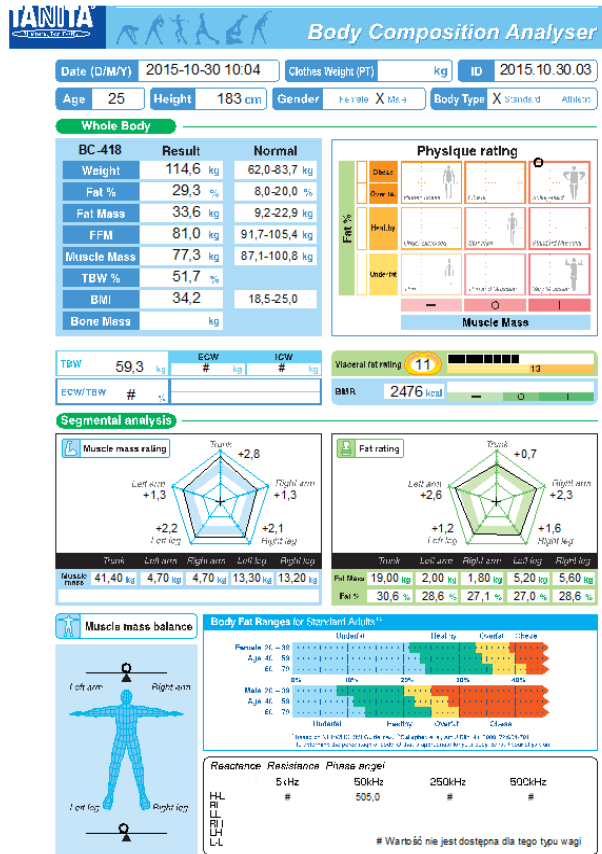 TANITA
Body Composition Analyser
Date (D/M/Y) 2015-10-30 10:04 Clothes Weight (PT) kg ID 2015.10.30.03
Age 25 Height 183 cm Gender Female X Male Body Type X Standard Athletic
Whole Body
BC-418 Result Normal
Weight 114,6 kg 62,0-83,7 kg
Fat % 29,3 % 8,0-20,0 %
Fat Mass 33,6 kg 9,2-22,9 kg
FFM 81,0 kg 91,7-105,4 kg
Muscle Mass 77,3 kg 87,1-100,8 kg
TBW % 51,7 %
BMI 34,2 18,5-25,0
Bone Mass kg
Physique rating
Fat %
Obese
Healthy
Underfat
— O I
Muscle Mass
TBW 59,3 kg ECW # kg ICW # kg
ECW/TBW # %
Visceral fat rating 11 13
BMR 2476 kcal — O I
Segmental analysis
Muscle mass rating
Trunk +2,8
Left arm +1,3
Right arm +1,3
+2,2 Left leg
+2,1 Right leg
Trunk Left arm Right arm Left leg Right leg
Muscle mass 41,40 kg 4,70 kg 4,70 kg 13,30 kg 13,20 kg
Fat rating
Trunk +0,7
Left arm +2,6
Right arm +2,3
+1,2 Left leg
+1,6 Right leg
Trunk Left arm Right arm Left leg Right leg
Fat Mass 19,00 kg 2,00 kg 1,80 kg 5,20 kg 5,60 kg
Fat % 30,6 % 28,6 % 27,1 % 27,0 % 28,6 %
Muscle mass balance
Left arm Right arm
Left leg Right leg
Body Fat Ranges for Standard Adults
Underfat Healthy Overfat Obese
Female 20 - 39
Age 40 - 59
60 - 79
0% 10% 20% 30% 40%
Male 20 - 39
Age 40 - 59
60 - 79
Underfat Healthy Overfat Obese
Reactance Resistance Phase angel
5kHz 50kHz 250kHz 500kHz
H-L # 505,0 # #
LL
LH
L-L
# Wartość nie jest dostępna dla tego typu wagi